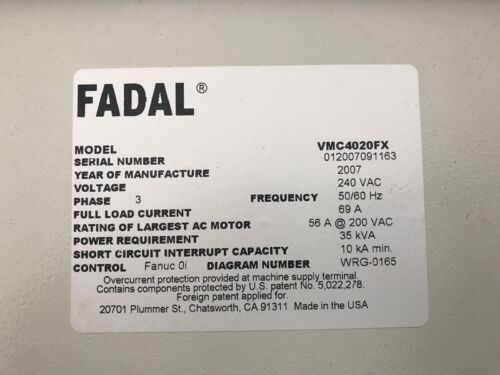 FADAL®
MODEL VMC4020FX
SERIAL NUMBER 012007091163
YEAR OF MANUFACTURE 2007
VOLTAGE 240 VAC
PHASE 3 FREQUENCY 50/60 Hz
FULL LOAD CURRENT 69 A
RATING OF LARGEST AC MOTOR 56 A @ 200 VAC
POWER REQUIREMENT 35 kVA
SHORT CIRCUIT INTERRUPT CAPACITY 10 kA min.
CONTROL Fanuc 0i DIAGRAM NUMBER WRG-0165
Overcurrent protection provided at machine supply terminal.
Contains components protected by U.S. patent No. 5,022,278.
Foreign patent applied for.
20701 Plummer St., Chatsworth, CA 91311 Made in the USA